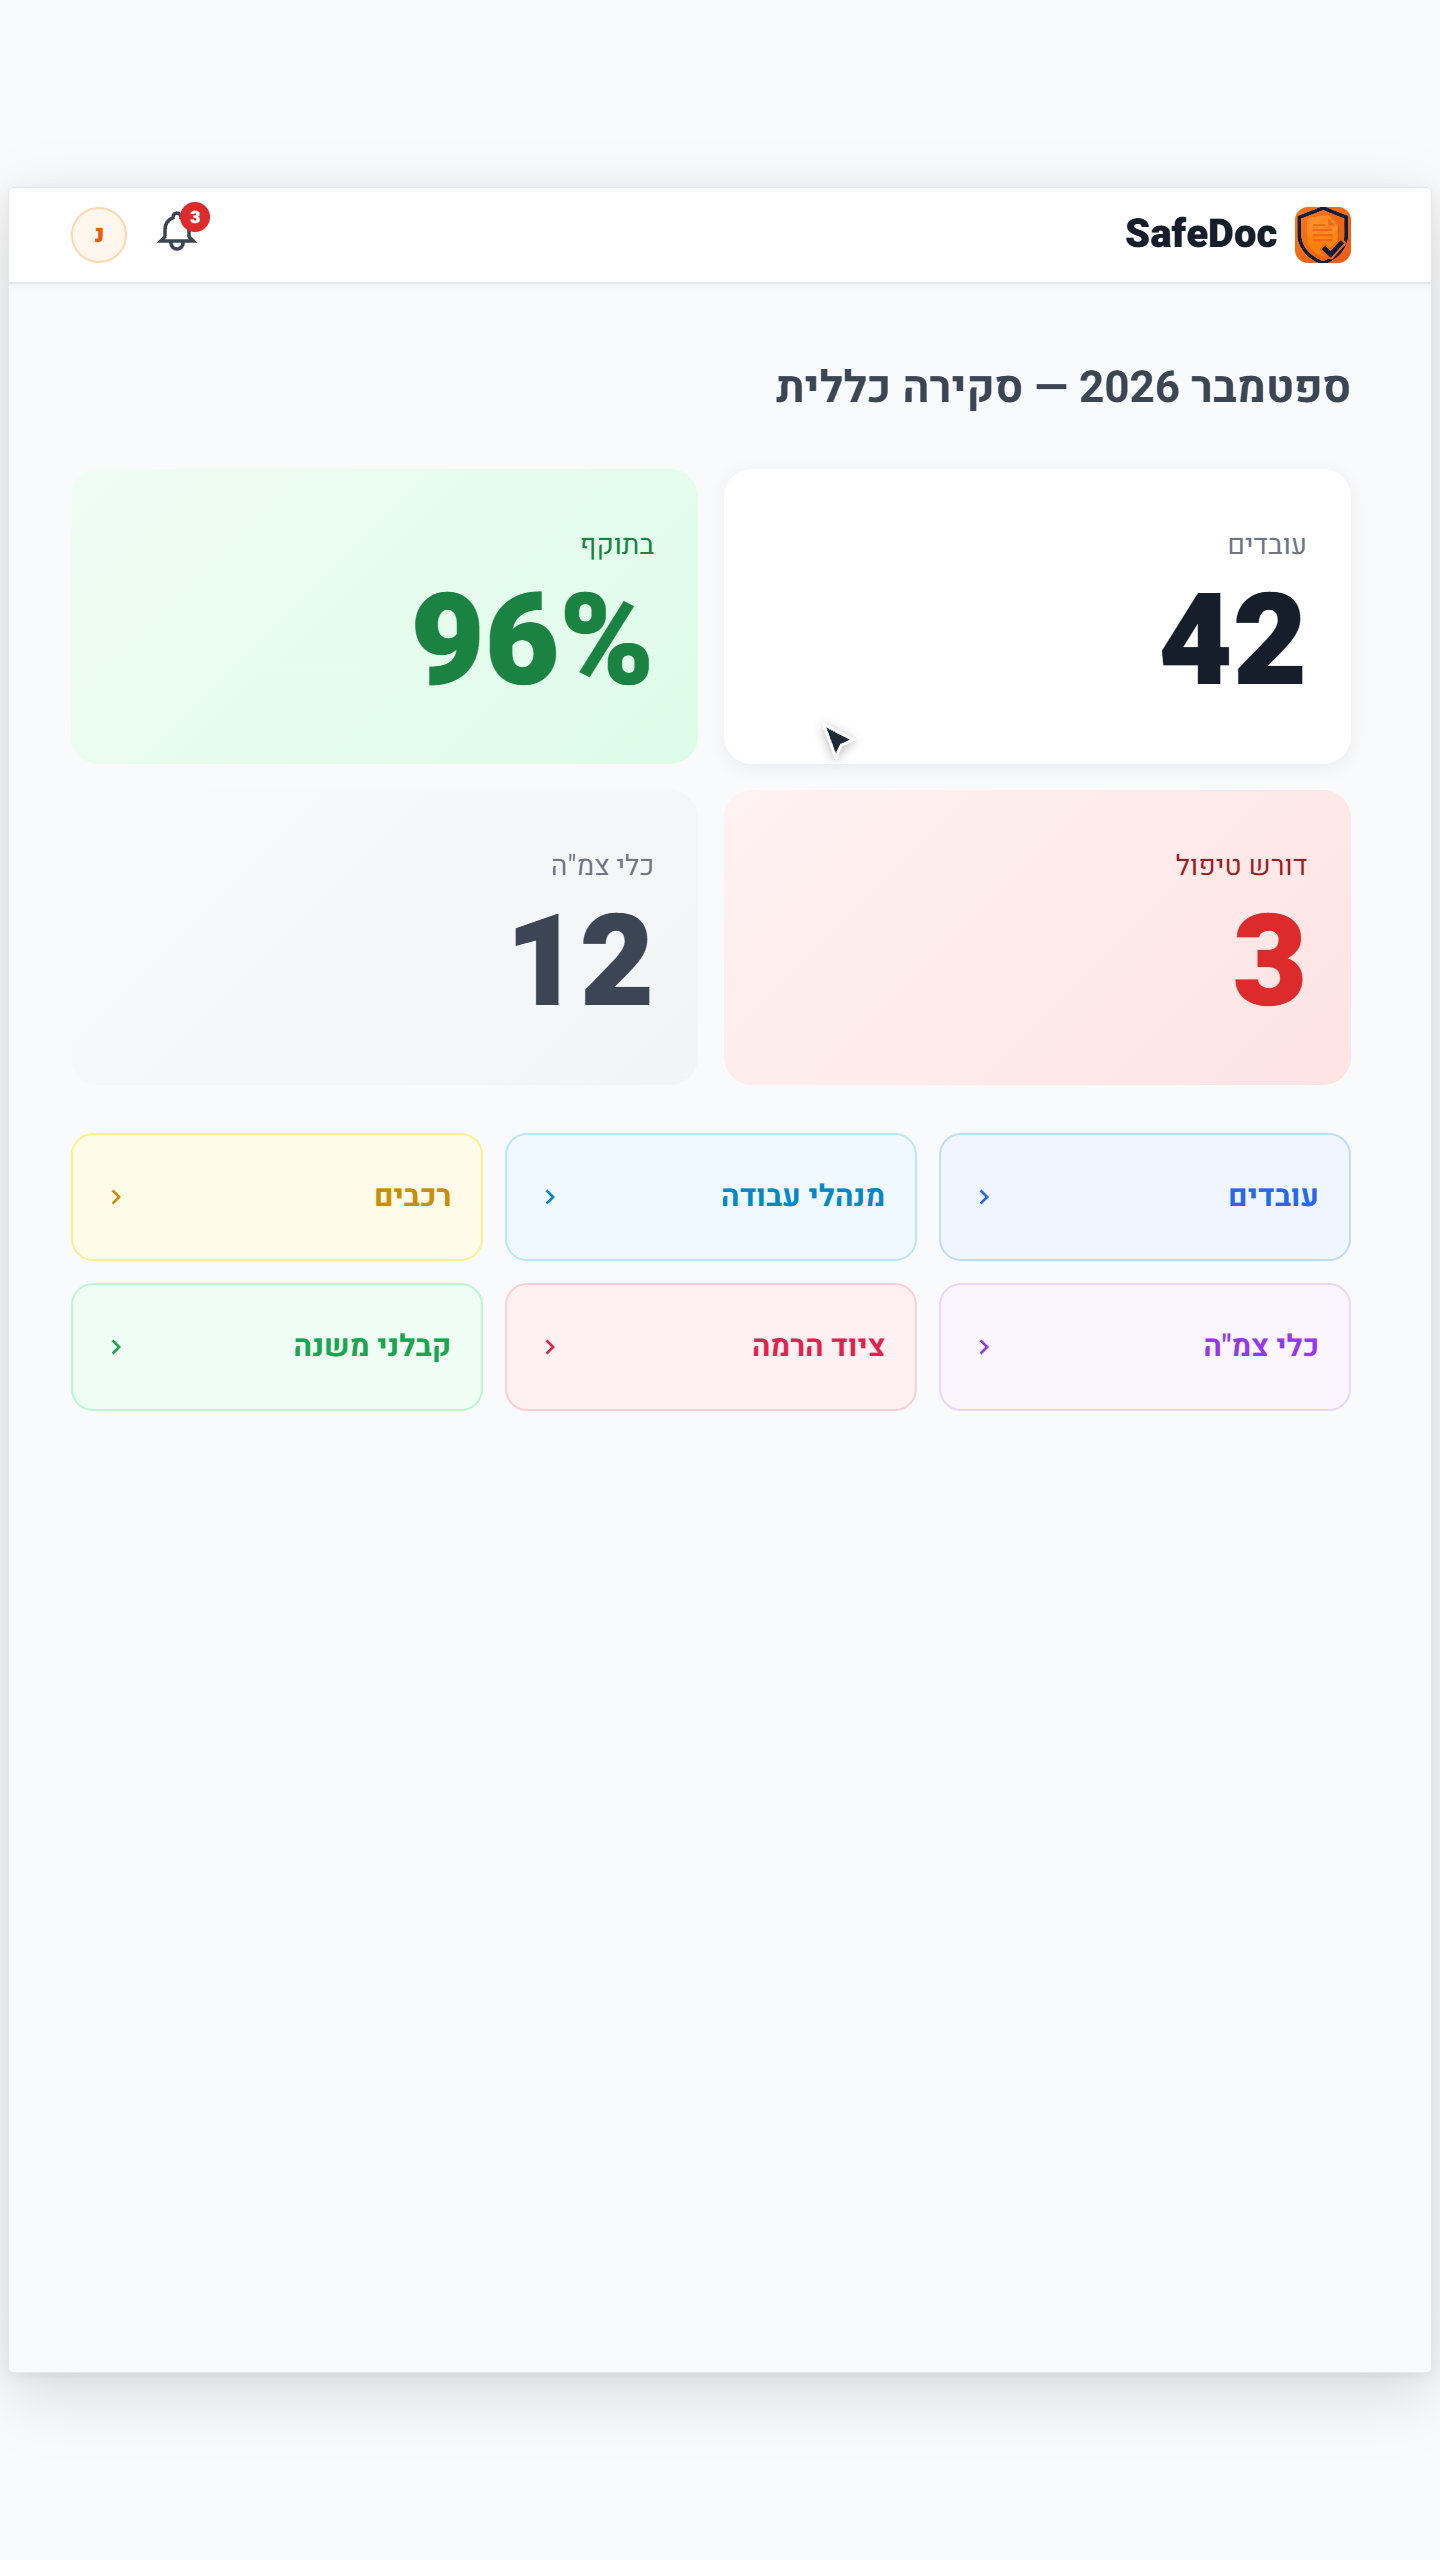 SafeDoc
3
נ
ספטמבר 2026 — סקירה כללית
עובדים
42
בתוקף
96%
דורש טיפול
3
כלי צמ"ה
12
עובדים
מנהלי עבודה
רכבים
כלי צמ"ה
ציוד הרמה
קבלני משנה